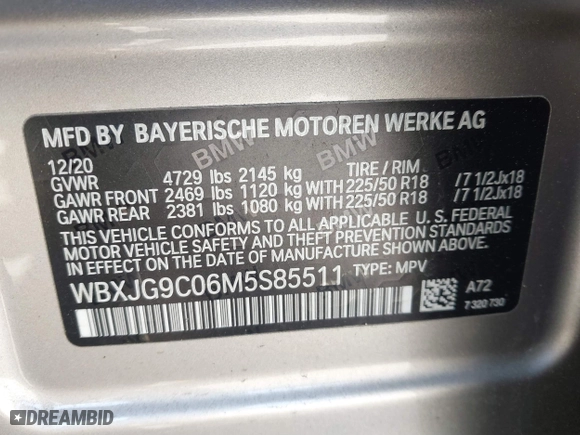 MFD BY BAYERISCHE MOTOREN WERKE AG
12/20
GVWR 4729 lbs 2145 kg TIRE / RIM
GAWR FRONT 2469 lbs 1120 kg WITH 225/50 R18 /7 1/2Jx18
GAWR REAR 2381 lbs 1080 kg WITH 225/50 R18 /7 1/2Jx18
THIS VEHICLE CONFORMS TO ALL APPLICABLE U. S. FEDERAL
MOTOR VEHICLE SAFETY AND THEFT PREVENTION STANDARDS
IN EFFECT ON THE DATE OF MANUFACTURE SHOWN ABOVE.
WBXJG9C06M5S85511 TYPE: MPV
A72
7 320 730
DREAMBID